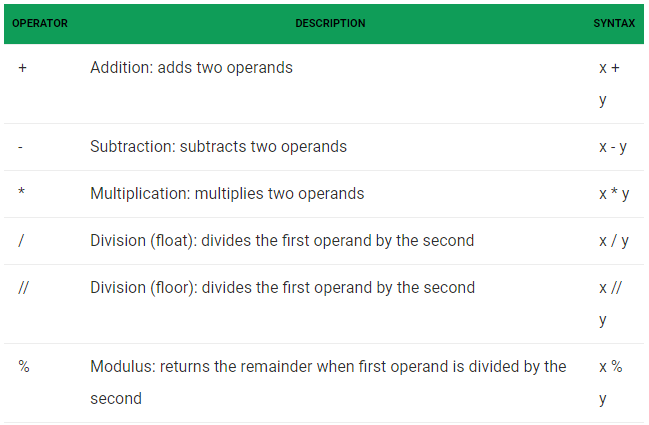 OPERATOR DESCRIPTION SYNTAX
+ Addition: adds two operands x +
y
- Subtraction: subtracts two operands x - y
* Multiplication: multiplies two operands x * y
/ Division (float): divides the first operand by the second x / y
// Division (floor): divides the first operand by the second x //
y
% Modulus: returns the remainder when first operand is divided by the x %
second y